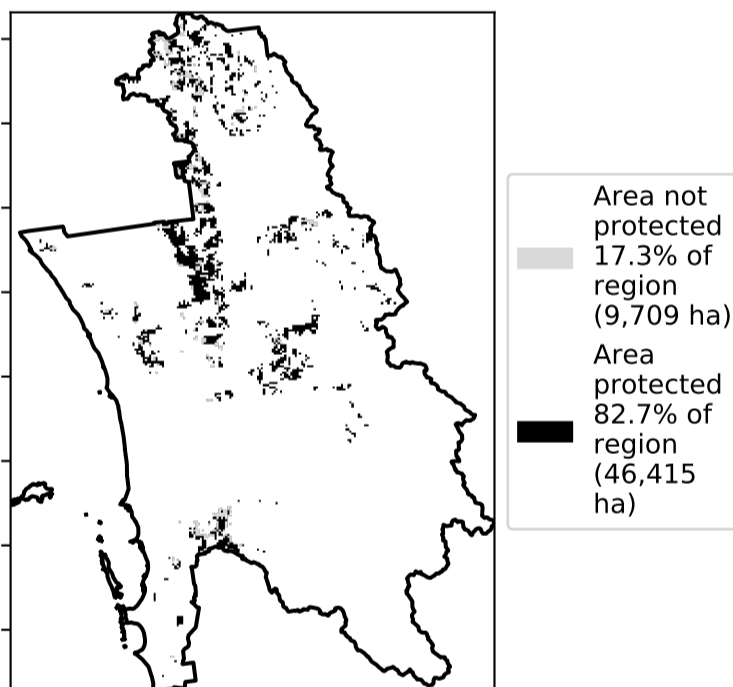 Area not
protected
17.3% of
region
(9,709 ha)
Area
protected
82.7% of
region
(46,415
ha)